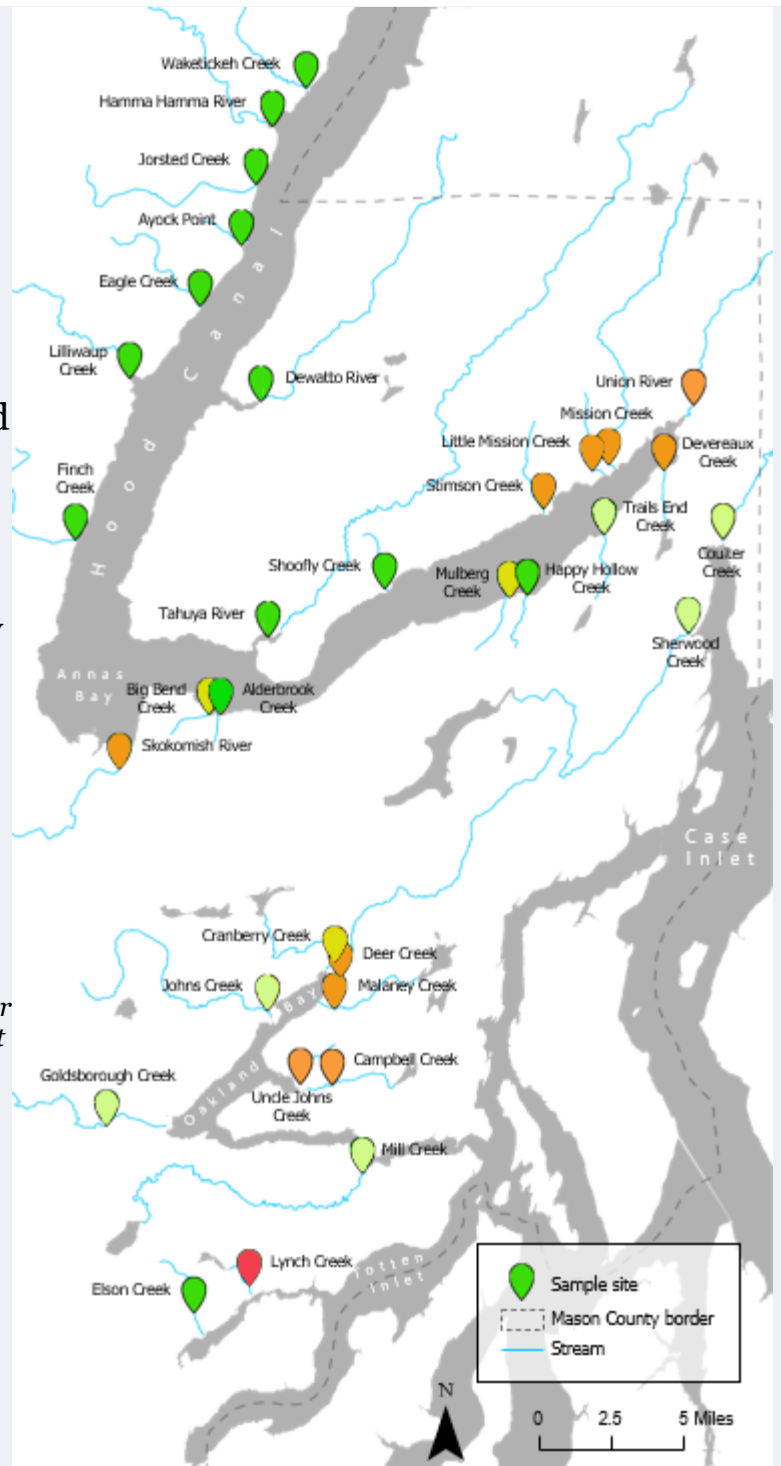 Waketickeh Creek
Hamma Hamma River
Jorsted Creek
Ayock Point
Eagle Creek
Lilliwaup
Creek
Hood Canal
Dewatto River
Union River
Mission Creek
Little Mission Creek
Devereaux
Creek
Stimson Creek
Finch
Creek
Trails End
Creek
Coulter
Creek
Shoofly Creek
Mulberg
Creek
Happy Hollow
Creek
Tahuya River
Sherwood
Creek
Annas
Bay
Big Bend
Creek
Alderbrook
Creek
Skokomish River
Case
Inlet
Cranberry Creek
Deer Creek
Johns Creek
Malaney Creek
Oakland Bay
Campbell Creek
Goldsborough Creek
Uncle Johns
Creek
Mill Creek
Lynch Creek
Totten
Inlet
Elson Creek
Sample site
Mason County border
Stream
N
0 2.5 5 Miles
d
r
t